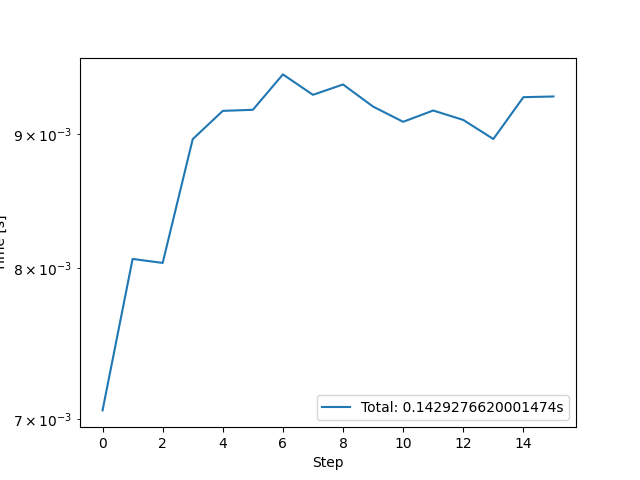 9 × 10⁻³
8 × 10⁻³
7 × 10⁻³
Time [s]
0 2 4 6 8 10 12 14
Step
Total: 0.1429276620001474s